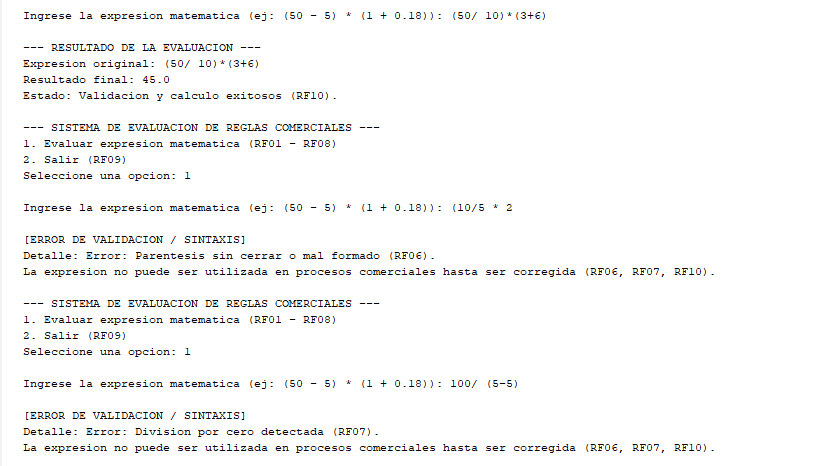 Ingrese la expresion matematica (ej: (50 - 5) * (1 + 0.18)): (50/ 10)*(3+6)
--- RESULTADO DE LA EVALUACION ---
Expresion original: (50/ 10)*(3+6)
Resultado final: 45.0
Estado: Validacion y calculo exitosos (RF10).
--- SISTEMA DE EVALUACION DE REGLAS COMERCIALES ---
1. Evaluar expresion matematica (RF01 - RF08)
2. Salir (RF09)
Seleccione una opcion: 1
Ingrese la expresion matematica (ej: (50 - 5) * (1 + 0.18)): (10/5 * 2
[ERROR DE VALIDACION / SINTAXIS]
Detalle: Error: Parentesis sin cerrar o mal formado (RF06).
La expresion no puede ser utilizada en procesos comerciales hasta ser corregida (RF06, RF07, RF10).
--- SISTEMA DE EVALUACION DE REGLAS COMERCIALES ---
1. Evaluar expresion matematica (RF01 - RF08)
2. Salir (RF09)
Seleccione una opcion: 1
Ingrese la expresion matematica (ej: (50 - 5) * (1 + 0.18)): 100/ (5-5)
[ERROR DE VALIDACION / SINTAXIS]
Detalle: Error: Division por cero detectada (RF07).
La expresion no puede ser utilizada en procesos comerciales hasta ser corregida (RF06, RF07, RF10).